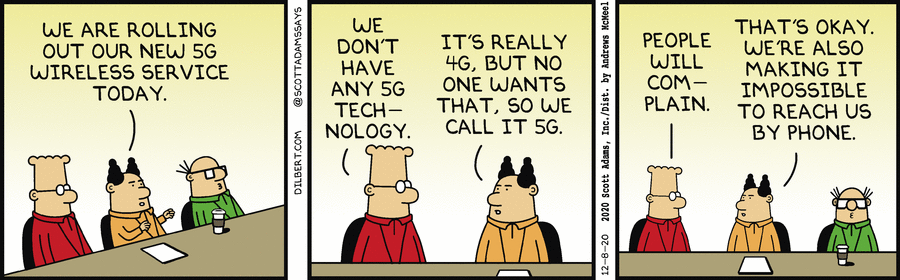 WE ARE ROLLING
OUT OUR NEW 5G
WIRELESS SERVICE
TODAY.
DILBERT.COM @SCOTTADAMSSAYS
WE
DON'T
HAVE
ANY 5G
TECH-
NOLOGY.
IT'S REALLY
4G, BUT NO
ONE WANTS
THAT, SO WE
CALL IT 5G.
12-8-20 2020 Scott Adams, Inc./Dist. by Andrews McMeel
PEOPLE
WILL
COM-
PLAIN.
THAT'S OKAY.
WE'RE ALSO
MAKING IT
IMPOSSIBLE
TO REACH US
BY PHONE.